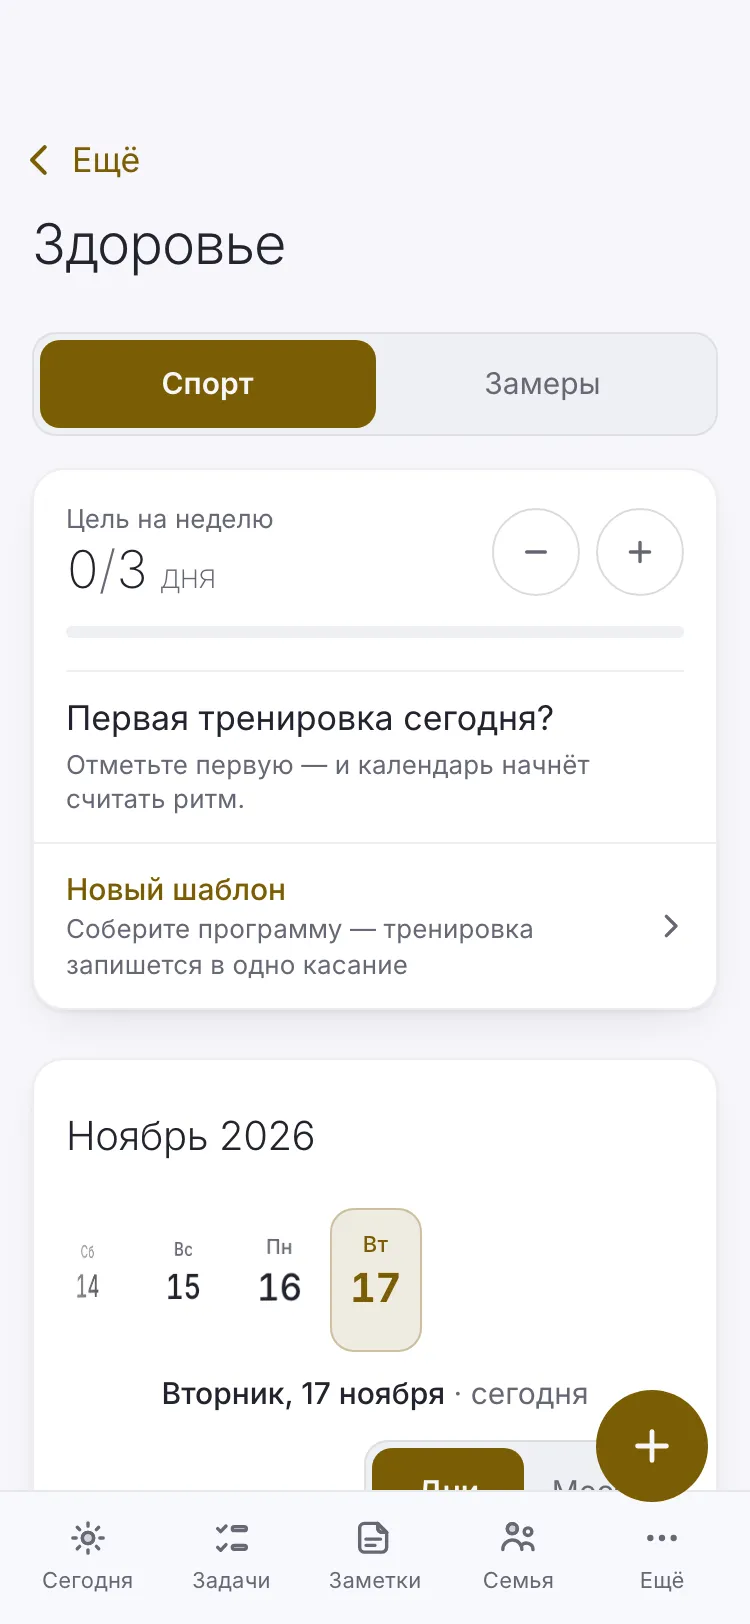 Ещё
Здоровье
Спорт
Замеры
Цель на неделю
0/3 дня
Первая тренировка сегодня?
Отметьте первую — и календарь начнёт
считать ритм.
Новый шаблон
Соберите программу — тренировка
запишется в одно касание
Ноябрь 2026
Сб Вс Пн Вт
14 15 16 17
Вторник, 17 ноября · сегодня
Дни
Сегодня Задачи Заметки Семья Ещё